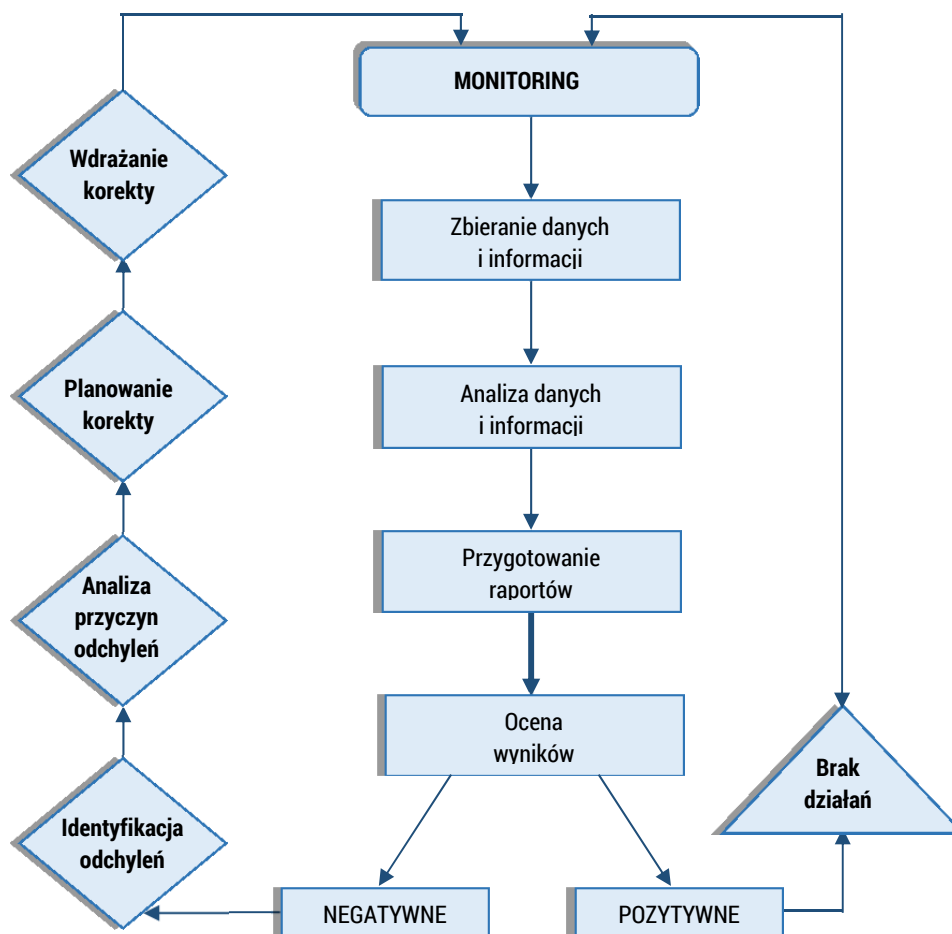 MONITORING
Wdrażanie
korekty
Zbieranie danych
i informacji
Planowanie
korekty
Analiza danych
i informacji
Analiza
przyczyn
odchyleń
Przygotowanie
raportów
Ocena
wyników
Brak
działań
Identyfikacja
odchyleń
NEGATYWNE
POZYTYWNE